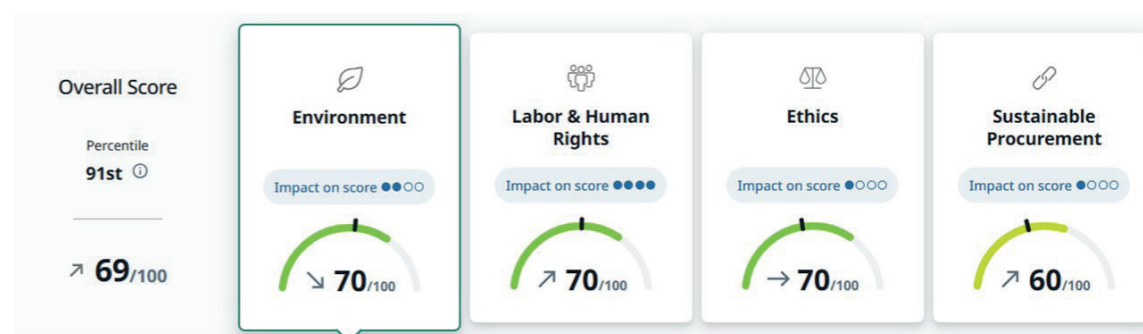 Overall Score
Percentile
91st
69/100
Environment
Impact on score
70/100
Labor & Human
Rights
Impact on score
70/100
Ethics
Impact on score
70/100
Sustainable
Procurement
Impact on score
60/100